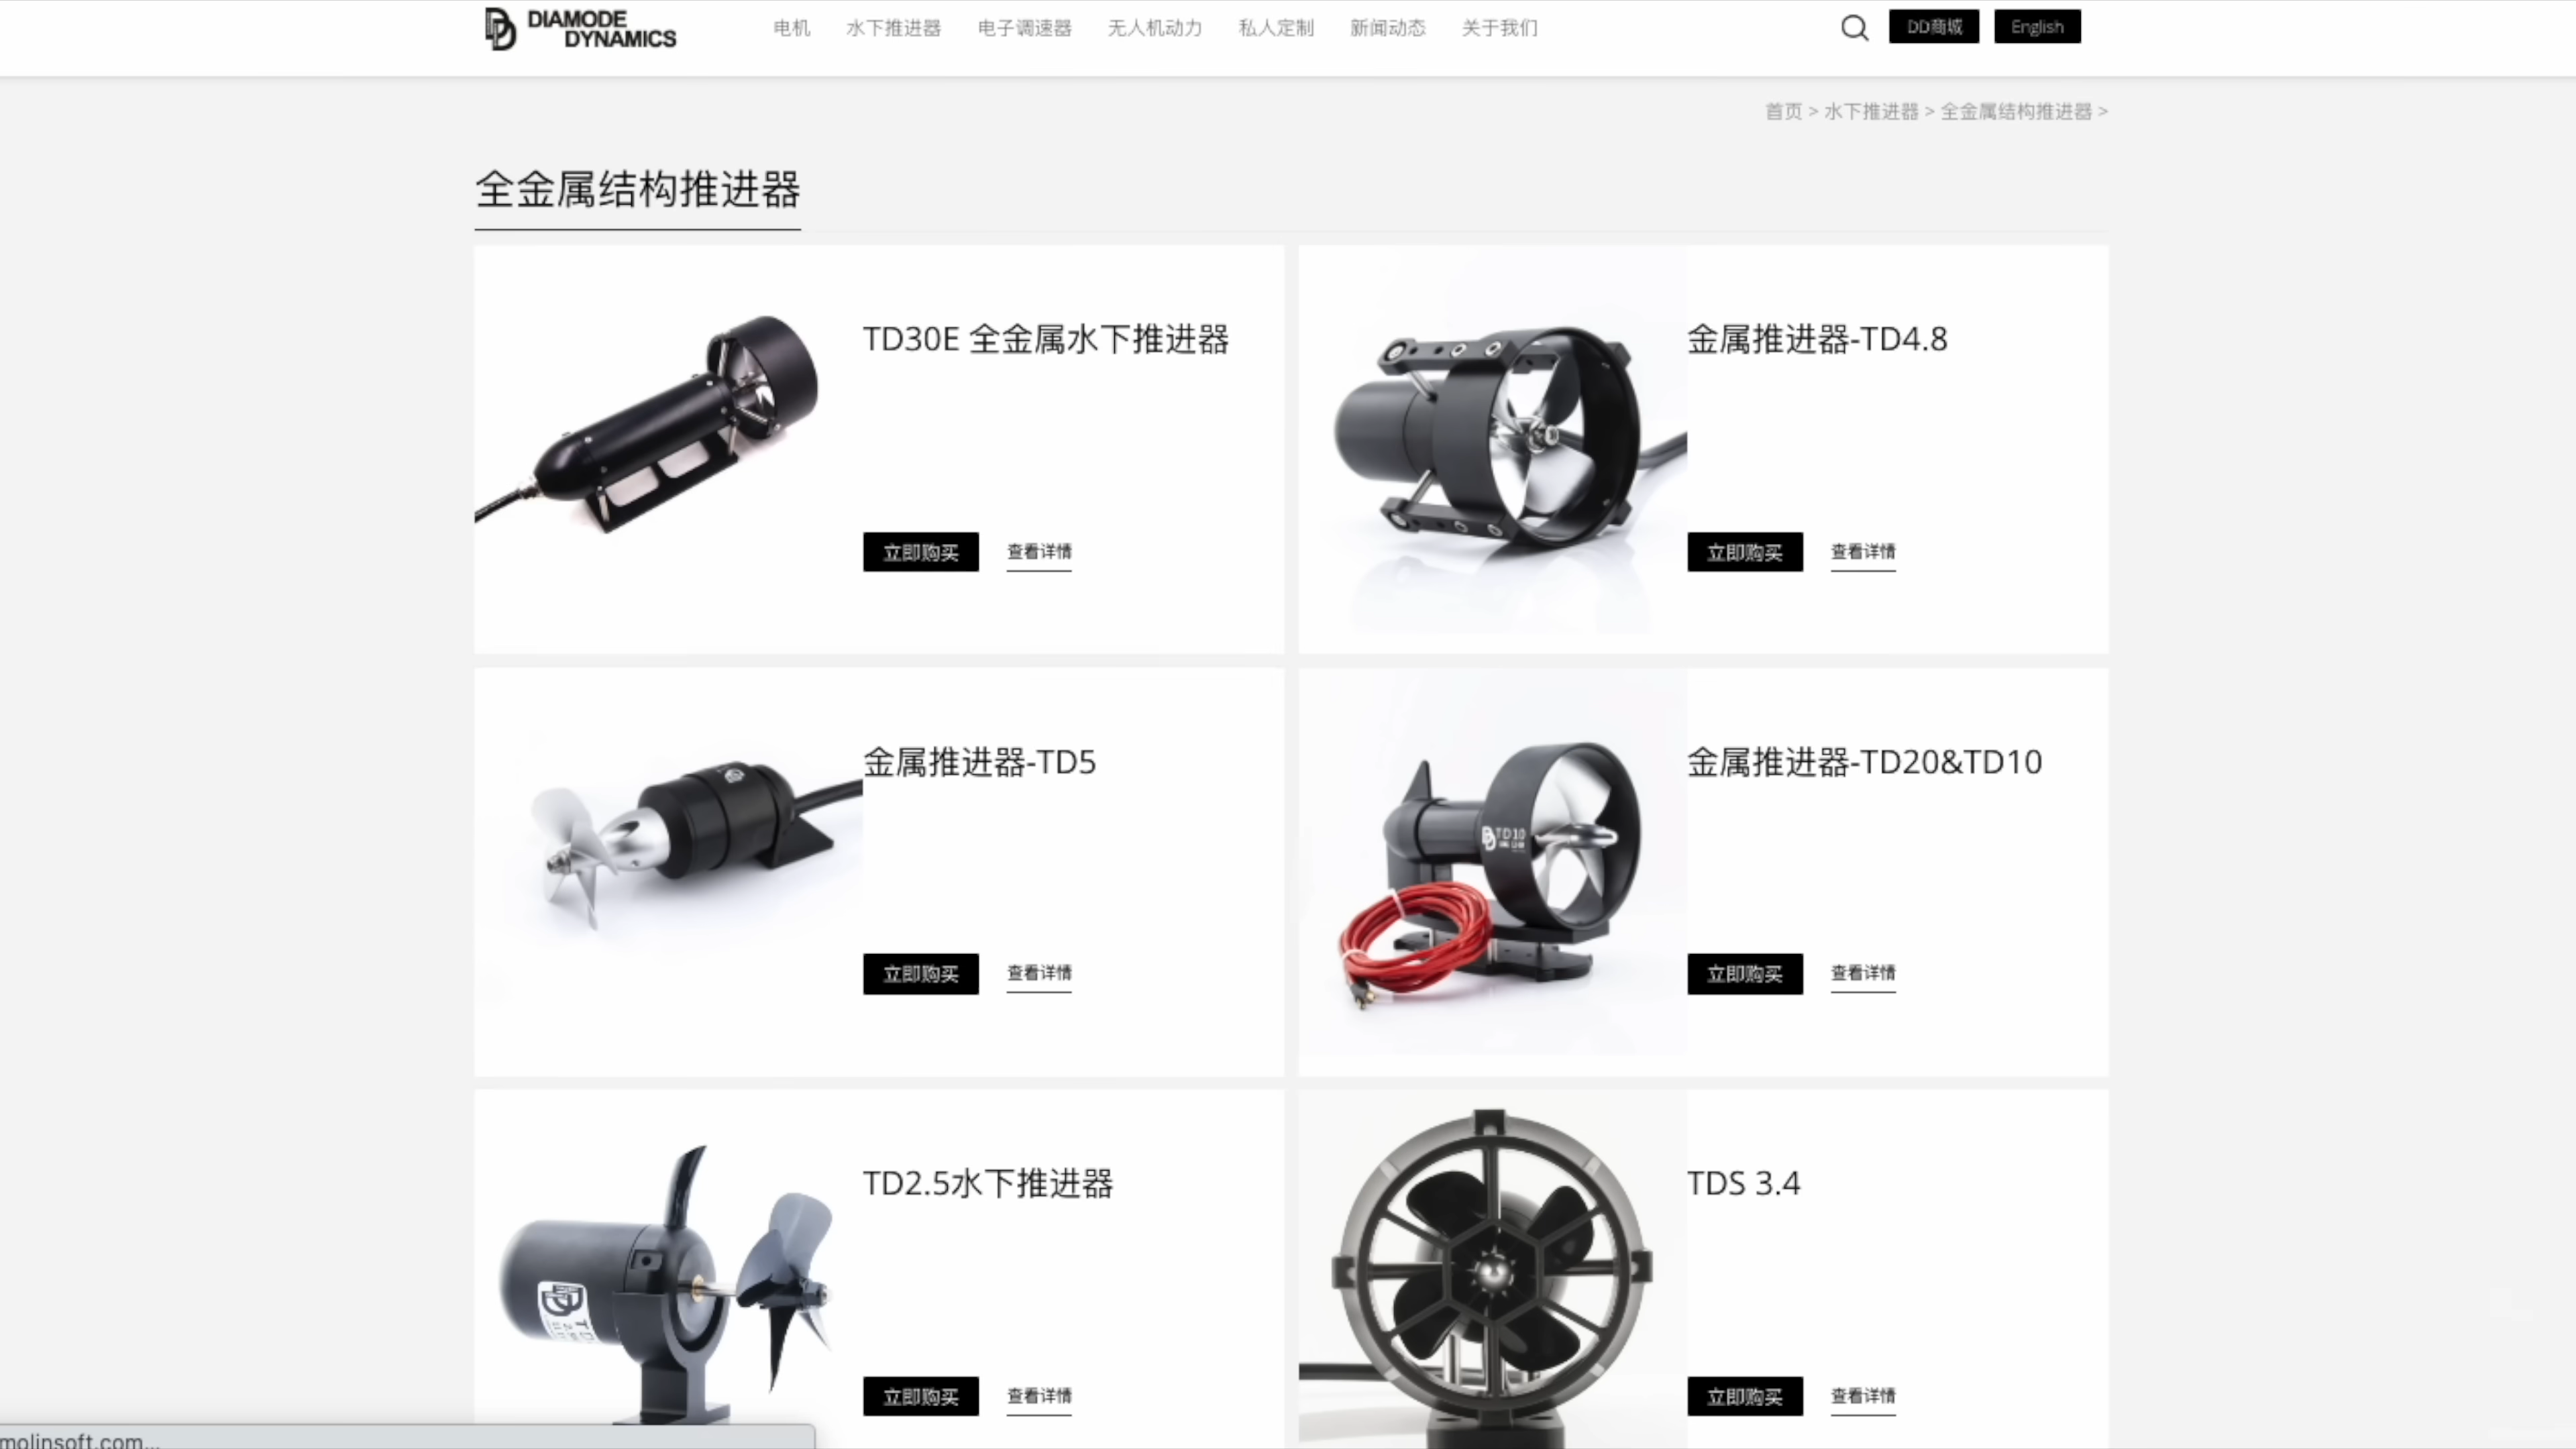 DIAMODE
DYNAMICS
电机 水下推进器 电子调速器 无人机动力 私人定制 新闻动态 关于我们
DD商城 English
首页 > 水下推进器 > 全金属结构推进器 >
全金属结构推进器
TD30E 全金属水下推进器
立即购买 查看详情
金属推进器-TD4.8
立即购买 查看详情
金属推进器-TD5
立即购买 查看详情
金属推进器-TD20&TD10
TD10
立即购买 查看详情
TD2.5水下推进器
立即购买 查看详情
TDS 3.4
立即购买 查看详情
molinsoft.com...